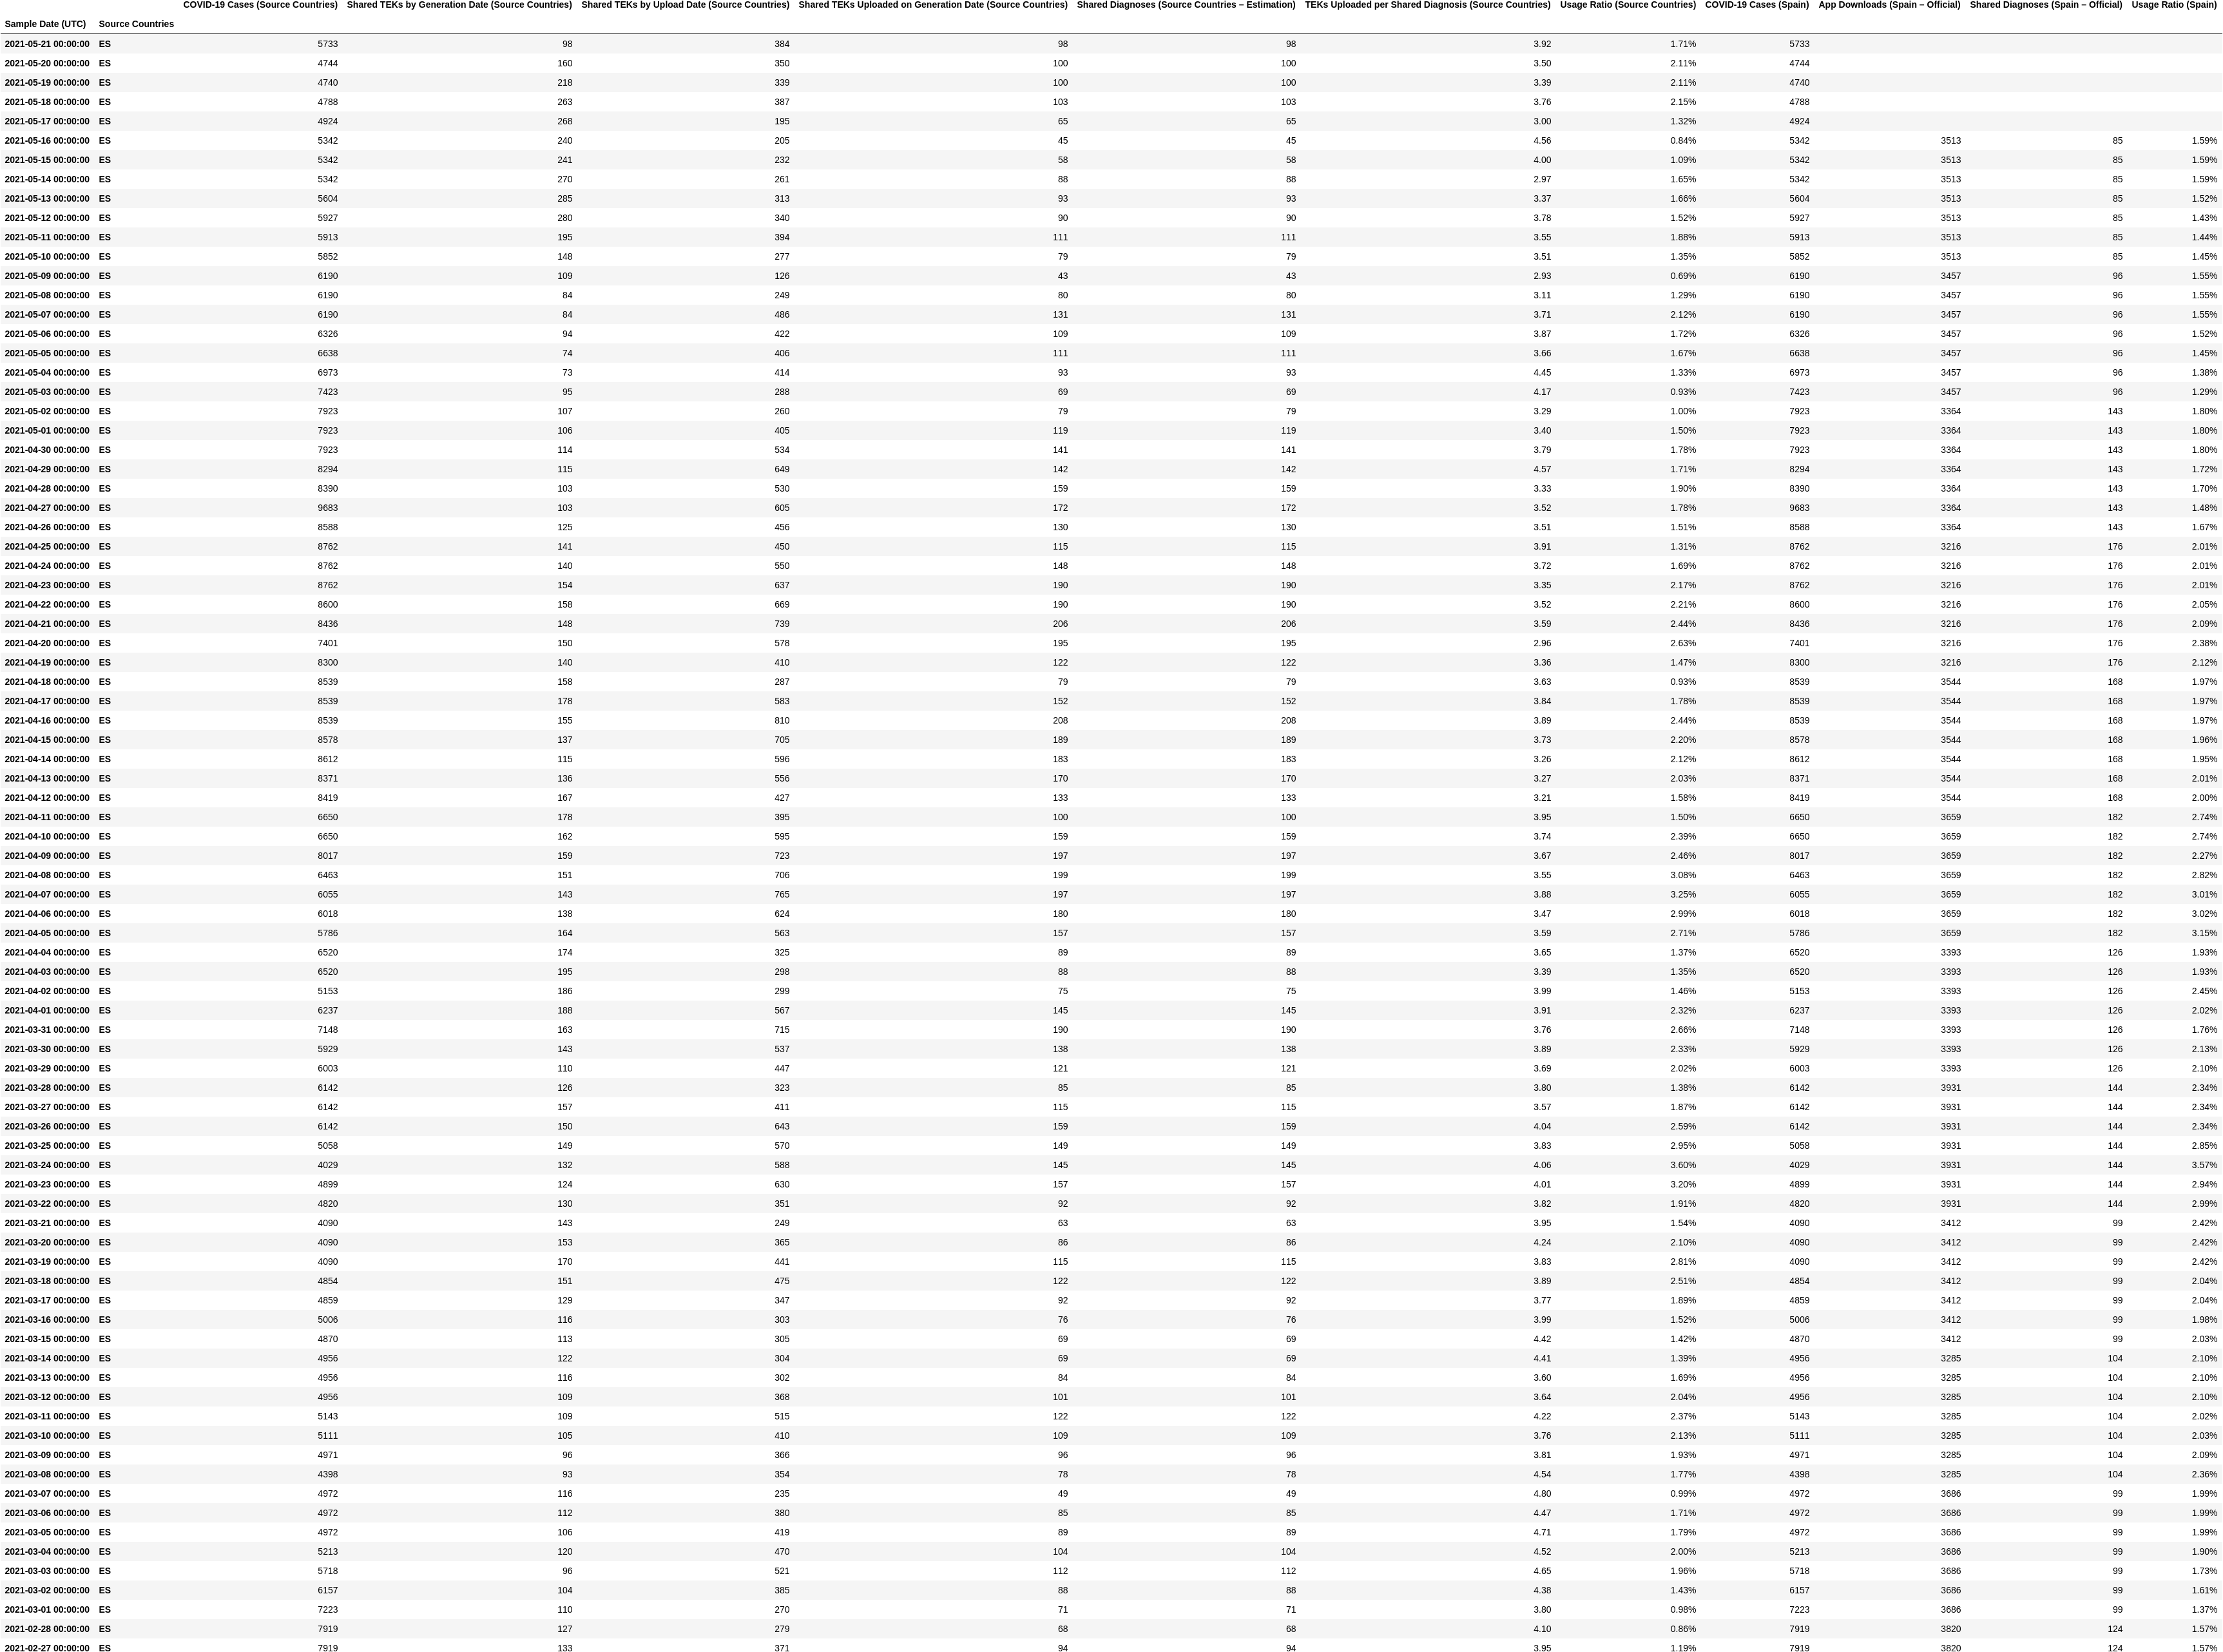 COVID-19 Cases (Source Countries) Shared TEKs by Generation Date (Source Countries) Shared TEKs by Upload Date (Source Countries) Shared TEKs Uploaded on Generation Date (Source Countries) Shared Diagnoses (Source Countries – Estimation) TEKs Uploaded per Shared Diagnosis (Source Countries) Usage Ratio (Source Countries) COVID-19 Cases (Spain) App Downloads (Spain – Official) Shared Diagnoses (Spain – Official) Usage Ratio (Spain)
Sample Date (UTC) Source Countries
2021-05-21 00:00:00 ES 5733 98 384 98 98 3.92 1.71% 5733
2021-05-20 00:00:00 ES 4744 160 350 100 100 3.50 2.11% 4744
2021-05-19 00:00:00 ES 4740 218 339 100 100 3.39 2.11% 4740
2021-05-18 00:00:00 ES 4788 263 387 103 103 3.76 2.15% 4788
2021-05-17 00:00:00 ES 4924 268 195 65 65 3.00 1.32% 4924
2021-05-16 00:00:00 ES 5342 240 205 45 45 4.56 0.84% 5342 3513 85 1.59%
2021-05-15 00:00:00 ES 5342 241 232 58 58 4.00 1.09% 5342 3513 85 1.59%
2021-05-14 00:00:00 ES 5342 270 261 88 88 2.97 1.65% 5342 3513 85 1.59%
2021-05-13 00:00:00 ES 5604 285 313 93 93 3.37 1.66% 5604 3513 85 1.52%
2021-05-12 00:00:00 ES 5927 280 340 90 90 3.78 1.52% 5927 3513 85 1.43%
2021-05-11 00:00:00 ES 5913 195 394 111 111 3.55 1.88% 5913 3513 85 1.44%
2021-05-10 00:00:00 ES 5852 148 277 79 79 3.51 1.35% 5852 3513 85 1.45%
2021-05-09 00:00:00 ES 6190 109 126 43 43 2.93 0.69% 6190 3457 96 1.55%
2021-05-08 00:00:00 ES 6190 84 249 80 80 3.11 1.29% 6190 3457 96 1.55%
2021-05-07 00:00:00 ES 6190 84 486 131 131 3.71 2.12% 6190 3457 96 1.55%
2021-05-06 00:00:00 ES 6326 94 422 109 109 3.87 1.72% 6326 3457 96 1.52%
2021-05-05 00:00:00 ES 6638 74 406 111 111 3.66 1.67% 6638 3457 96 1.45%
2021-05-04 00:00:00 ES 6973 73 414 93 93 4.45 1.33% 6973 3457 96 1.38%
2021-05-03 00:00:00 ES 7423 95 288 69 69 4.17 0.93% 7423 3457 96 1.29%
2021-05-02 00:00:00 ES 7923 107 260 79 79 3.29 1.00% 7923 3364 143 1.80%
2021-05-01 00:00:00 ES 7923 106 405 119 119 3.40 1.50% 7923 3364 143 1.80%
2021-04-30 00:00:00 ES 7923 114 534 141 141 3.79 1.78% 7923 3364 143 1.80%
2021-04-29 00:00:00 ES 8294 115 649 142 142 4.57 1.71% 8294 3364 143 1.72%
2021-04-28 00:00:00 ES 8390 103 530 159 159 3.33 1.90% 8390 3364 143 1.70%
2021-04-27 00:00:00 ES 9683 103 605 172 172 3.52 1.78% 9683 3364 143 1.48%
2021-04-26 00:00:00 ES 8588 125 456 130 130 3.51 1.51% 8588 3364 143 1.67%
2021-04-25 00:00:00 ES 8762 141 450 115 115 3.91 1.31% 8762 3216 176 2.01%
2021-04-24 00:00:00 ES 8762 140 550 148 148 3.72 1.69% 8762 3216 176 2.01%
2021-04-23 00:00:00 ES 8762 154 637 190 190 3.35 2.17% 8762 3216 176 2.01%
2021-04-22 00:00:00 ES 8600 158 669 190 190 3.52 2.21% 8600 3216 176 2.05%
2021-04-21 00:00:00 ES 8436 148 739 206 206 3.59 2.44% 8436 3216 176 2.09%
2021-04-20 00:00:00 ES 7401 150 578 195 195 2.96 2.63% 7401 3216 176 2.38%
2021-04-19 00:00:00 ES 8300 140 410 122 122 3.36 1.47% 8300 3216 176 2.12%
2021-04-18 00:00:00 ES 8539 158 287 79 79 3.63 0.93% 8539 3544 168 1.97%
2021-04-17 00:00:00 ES 8539 178 583 152 152 3.84 1.78% 8539 3544 168 1.97%
2021-04-16 00:00:00 ES 8539 155 810 208 208 3.89 2.44% 8539 3544 168 1.97%
2021-04-15 00:00:00 ES 8578 137 705 189 189 3.73 2.20% 8578 3544 168 1.96%
2021-04-14 00:00:00 ES 8612 115 596 183 183 3.26 2.12% 8612 3544 168 1.95%
2021-04-13 00:00:00 ES 8371 136 556 170 170 3.27 2.03% 8371 3544 168 2.01%
2021-04-12 00:00:00 ES 8419 167 427 133 133 3.21 1.58% 8419 3544 168 2.00%
2021-04-11 00:00:00 ES 6650 178 395 100 100 3.95 1.50% 6650 3659 182 2.74%
2021-04-10 00:00:00 ES 6650 162 595 159 159 3.74 2.39% 6650 3659 182 2.74%
2021-04-09 00:00:00 ES 8017 159 723 197 197 3.67 2.46% 8017 3659 182 2.27%
2021-04-08 00:00:00 ES 6463 151 706 199 199 3.55 3.08% 6463 3659 182 2.82%
2021-04-07 00:00:00 ES 6055 143 765 197 197 3.88 3.25% 6055 3659 182 3.01%
2021-04-06 00:00:00 ES 6018 138 624 180 180 3.47 2.99% 6018 3659 182 3.02%
2021-04-05 00:00:00 ES 5786 164 563 157 157 3.59 2.71% 5786 3659 182 3.15%
2021-04-04 00:00:00 ES 6520 174 325 89 89 3.65 1.37% 6520 3393 126 1.93%
2021-04-03 00:00:00 ES 6520 195 298 88 88 3.39 1.35% 6520 3393 126 1.93%
2021-04-02 00:00:00 ES 5153 186 299 75 75 3.99 1.46% 5153 3393 126 2.45%
2021-04-01 00:00:00 ES 6237 188 567 145 145 3.91 2.32% 6237 3393 126 2.02%
2021-03-31 00:00:00 ES 7148 163 715 190 190 3.76 2.66% 7148 3393 126 1.76%
2021-03-30 00:00:00 ES 5929 143 537 138 138 3.89 2.33% 5929 3393 126 2.13%
2021-03-29 00:00:00 ES 6003 110 447 121 121 3.69 2.02% 6003 3393 126 2.10%
2021-03-28 00:00:00 ES 6142 126 323 85 85 3.80 1.38% 6142 3931 144 2.34%
2021-03-27 00:00:00 ES 6142 157 411 115 115 3.57 1.87% 6142 3931 144 2.34%
2021-03-26 00:00:00 ES 6142 150 643 159 159 4.04 2.59% 6142 3931 144 2.34%
2021-03-25 00:00:00 ES 5058 149 570 149 149 3.83 2.95% 5058 3931 144 2.85%
2021-03-24 00:00:00 ES 4029 132 588 145 145 4.06 3.60% 4029 3931 144 3.57%
2021-03-23 00:00:00 ES 4899 124 630 157 157 4.01 3.20% 4899 3931 144 2.94%
2021-03-22 00:00:00 ES 4820 130 351 92 92 3.82 1.91% 4820 3931 144 2.99%
2021-03-21 00:00:00 ES 4090 143 249 63 63 3.95 1.54% 4090 3412 99 2.42%
2021-03-20 00:00:00 ES 4090 153 365 86 86 4.24 2.10% 4090 3412 99 2.42%
2021-03-19 00:00:00 ES 4090 170 441 115 115 3.83 2.81% 4090 3412 99 2.42%
2021-03-18 00:00:00 ES 4854 151 475 122 122 3.89 2.51% 4854 3412 99 2.04%
2021-03-17 00:00:00 ES 4859 129 347 92 92 3.77 1.89% 4859 3412 99 2.04%
2021-03-16 00:00:00 ES 5006 116 303 76 76 3.99 1.52% 5006 3412 99 1.98%
2021-03-15 00:00:00 ES 4870 113 305 69 69 4.42 1.42% 4870 3412 99 2.03%
2021-03-14 00:00:00 ES 4956 122 304 69 69 4.41 1.39% 4956 3285 104 2.10%
2021-03-13 00:00:00 ES 4956 116 302 84 84 3.60 1.69% 4956 3285 104 2.10%
2021-03-12 00:00:00 ES 4956 109 368 101 101 3.64 2.04% 4956 3285 104 2.10%
2021-03-11 00:00:00 ES 5143 109 515 122 122 4.22 2.37% 5143 3285 104 2.02%
2021-03-10 00:00:00 ES 5111 105 410 109 109 3.76 2.13% 5111 3285 104 2.03%
2021-03-09 00:00:00 ES 4971 96 366 96 96 3.81 1.93% 4971 3285 104 2.09%
2021-03-08 00:00:00 ES 4398 93 354 78 78 4.54 1.77% 4398 3285 104 2.36%
2021-03-07 00:00:00 ES 4972 116 235 49 49 4.80 0.99% 4972 3686 99 1.99%
2021-03-06 00:00:00 ES 4972 112 380 85 85 4.47 1.71% 4972 3686 99 1.99%
2021-03-05 00:00:00 ES 4972 106 419 89 89 4.71 1.79% 4972 3686 99 1.99%
2021-03-04 00:00:00 ES 5213 120 470 104 104 4.52 2.00% 5213 3686 99 1.90%
2021-03-03 00:00:00 ES 5718 96 521 112 112 4.65 1.96% 5718 3686 99 1.73%
2021-03-02 00:00:00 ES 6157 104 385 88 88 4.38 1.43% 6157 3686 99 1.61%
2021-03-01 00:00:00 ES 7223 110 270 71 71 3.80 0.98% 7223 3686 99 1.37%
2021-02-28 00:00:00 ES 7919 127 279 68 68 4.10 0.86% 7919 3820 124 1.57%
2021-02-27 00:00:00 ES 7919 133 371 94 94 3.95 1.19% 7919 3820 124 1.57%